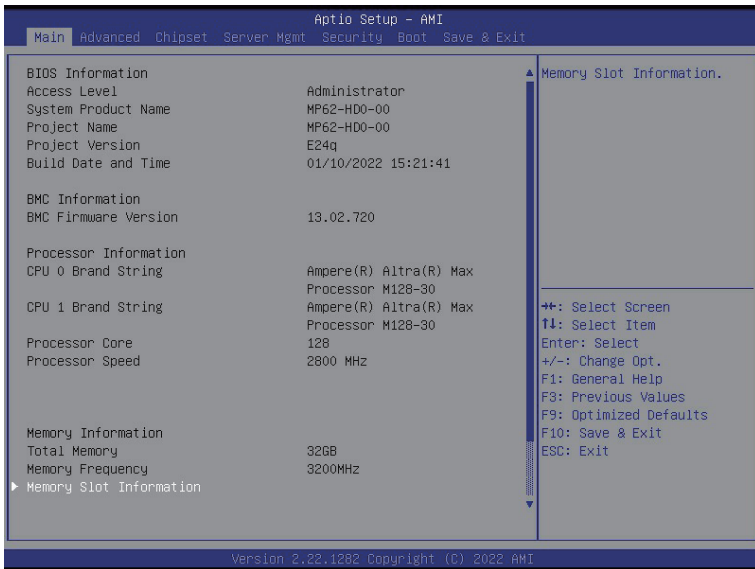 Aptio Setup - AMI
Main Advanced Chipset Server Mgmt Security Boot Save & Exit
BIOS Information
Access Level Administrator
System Product Name MP62-HD0-00
Project Name MP62-HD0-00
Project Version E24q
Build Date and Time 01/10/2022 15:21:41
BMC Information
BMC Firmware Version 13.02.720
Processor Information
CPU 0 Brand String Ampere(R) Altra(R) Max
Processor M128-30
CPU 1 Brand String Ampere(R) Altra(R) Max
Processor M128-30
Processor Core 128
Processor Speed 2800 MHz
Memory Information
Total Memory 32GB
Memory Frequency 3200MHz
Memory Slot Information
Memory Slot Information.
→←: Select Screen
↑↓: Select Item
Enter: Select
+/-: Change Opt.
F1: General Help
F3: Previous Values
F9: Optimized Defaults
F10: Save & Exit
ESC: Exit
Version 2.22.1282 Copyright (C) 2022 AMI